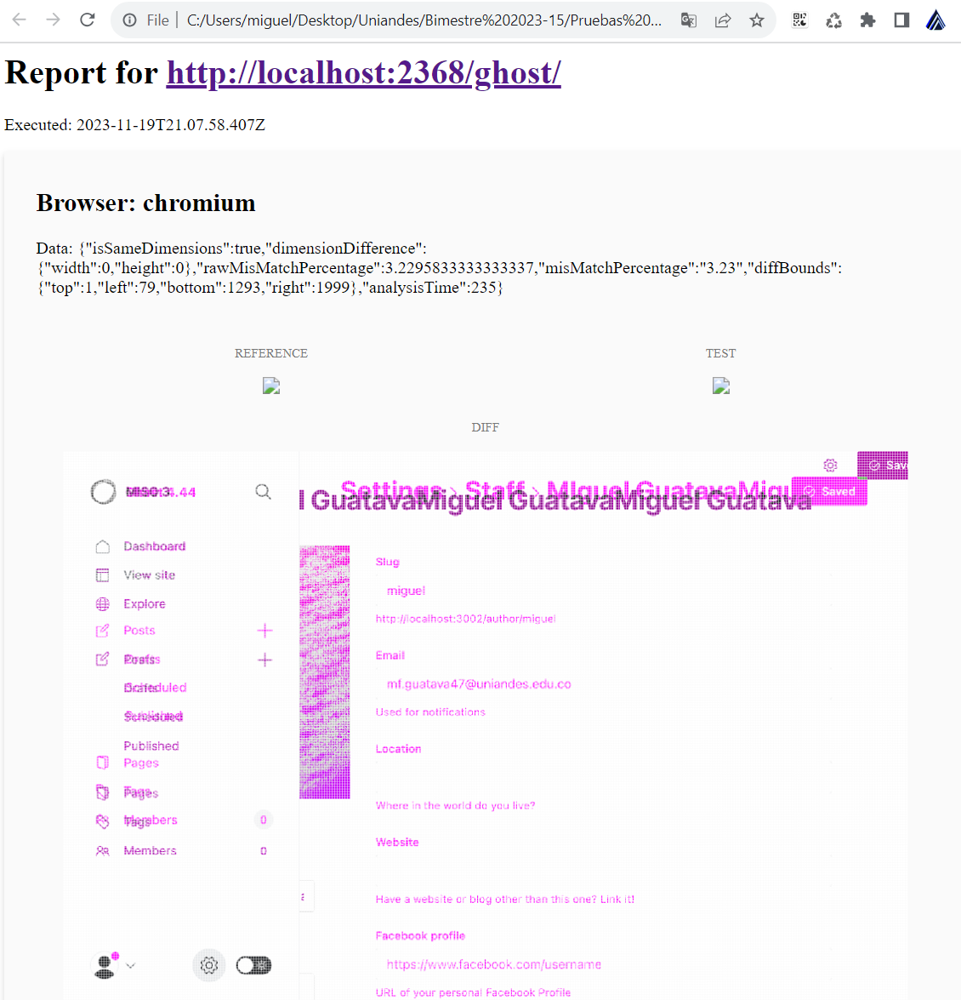 File | C:/Users/miguel/Desktop/Uniandes/Bimestre%202023-15/Pruebas%20...
Report for http://localhost:2368/ghost/
Executed: 2023-11-19T21.07.58.407Z
Browser: chromium
Data: {"isSameDimensions":true,"dimensionDifference":
{"width":0,"height":0},"rawMisMatchPercentage":3.2295833333333337,"misMatchPercentage":"3.23","diffBounds":
{"top":1,"left":79,"bottom":1293,"right":1999},"analysisTime":235}
REFERENCE
TEST
DIFF
Sav
Settings › Staff › Miguel Guatava
Saved
l GuatavaMiguel GuatavaMiguel Guatava
Dashboard
View site
Explore
Posts
Scheduled
Published
Pages
Pages
Tags
Members
0
Members
0
Slug
miguel
http://localhost:3002/author/miguel
Email
mf.guatava47@uniandes.edu.co
Used for notifications
Location
Where in the world do you live?
Website
Have a website or blog other than this one? Link it!
Facebook profile
https://www.facebook.com/username
URL of your personal Facebook Profile